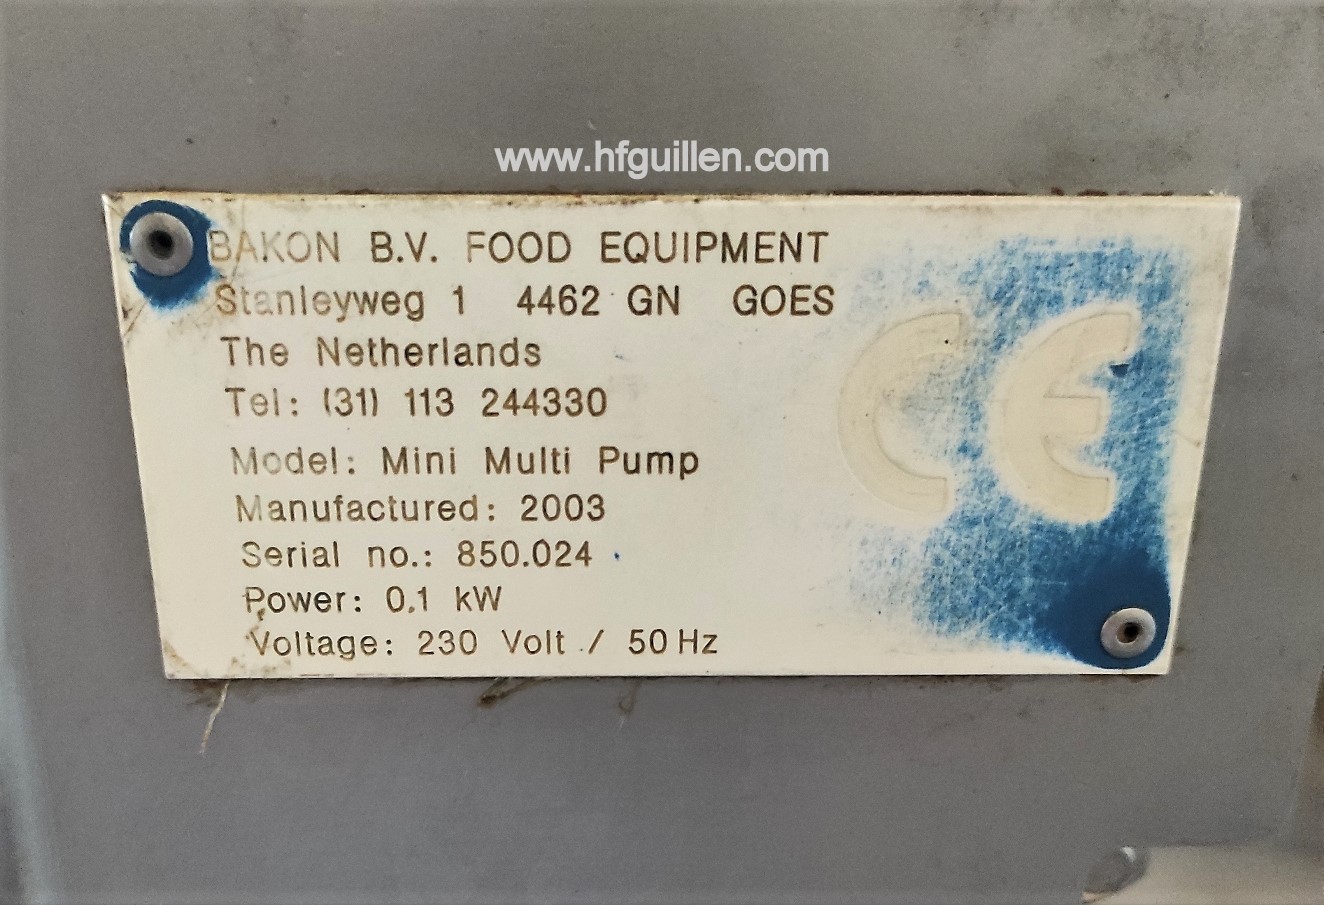 www.hfguillen.com
BAKON B.V. FOOD EQUIPMENT
Stanleyweg 1 4462 GN GOES
The Netherlands
Tel: (31) 113 244330
Model: Mini Multi Pump
Manufactured: 2003
Serial no.: 850.024
Power: 0.1 kW
Voltage: 230 Volt / 50 Hz
CE